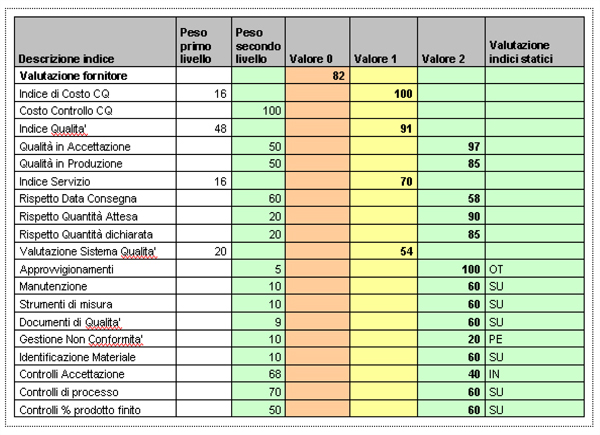 Descrizione indice Peso primo livello Peso secondo livello Valore 0 Valore 1 Valore 2 Valutazione indici statici
Valutazione fornitore 82
Indice di Costo CQ 16 100
Costo Controllo CQ 100
Indice Qualita' 48 91
Qualità in Accettazione 50 97
Qualità in Produzione 50 85
Indice Servizio 16 70
Rispetto Data Consegna 60 58
Rispetto Quantità Attesa 20 90
Rispetto Quantità dichiarata 20 85
Valutazione Sistema Qualita' 20 54
Approvvigionamenti 5 100 OT
Manutenzione 10 60 SU
Strumenti di misura 10 60 SU
Documenti di Qualita' 9 60 SU
Gestione Non Conformita' 10 20 PE
Identificazione Materiale 10 60 SU
Controlli Accettazione 68 40 IN
Controlli di processo 70 60 SU
Controlli % prodotto finito 50 60 SU